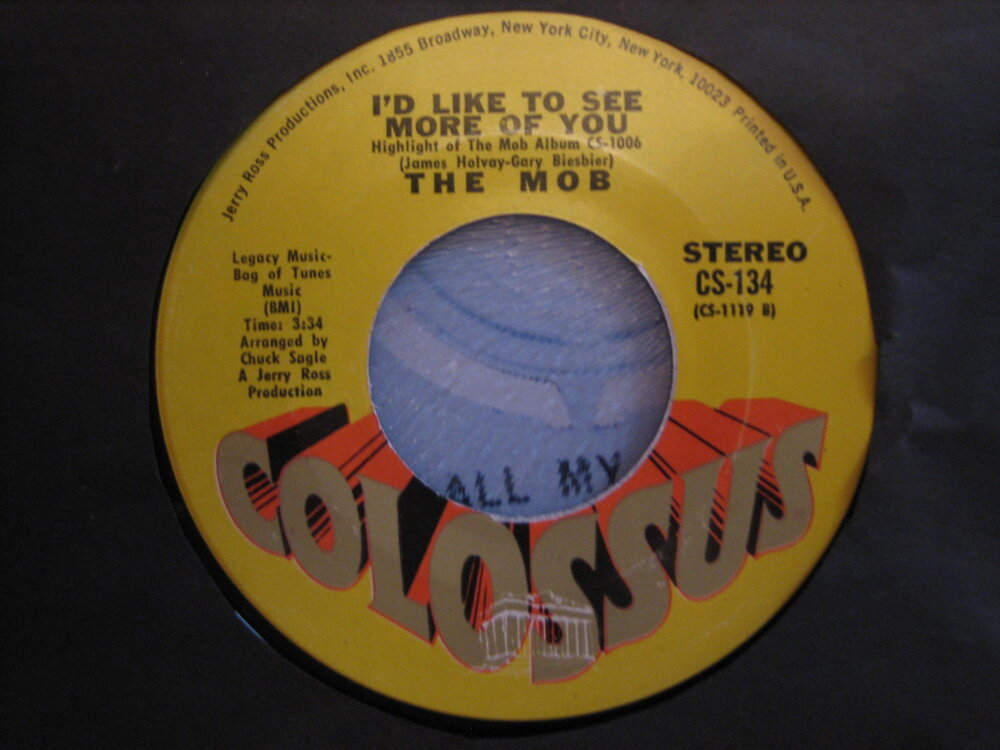 Jerry Ross Productions, Inc. 1855 Broadway, New York City, New York, 10023 Printed in U.S.A.
I'D LIKE TO SEE
MORE OF YOU
Highlight of The Mob Album CS-1006
(James Holvay-Gary Biesbier)
THE MOB
Legacy Music-
Bag of Tunes
Music
(BMI)
Time: 3:34
Arranged by
Chuck Sagle
A Jerry Ross
Production
STEREO
CS-134
(CS-1119 B)
ALL MY
COLOSSUS